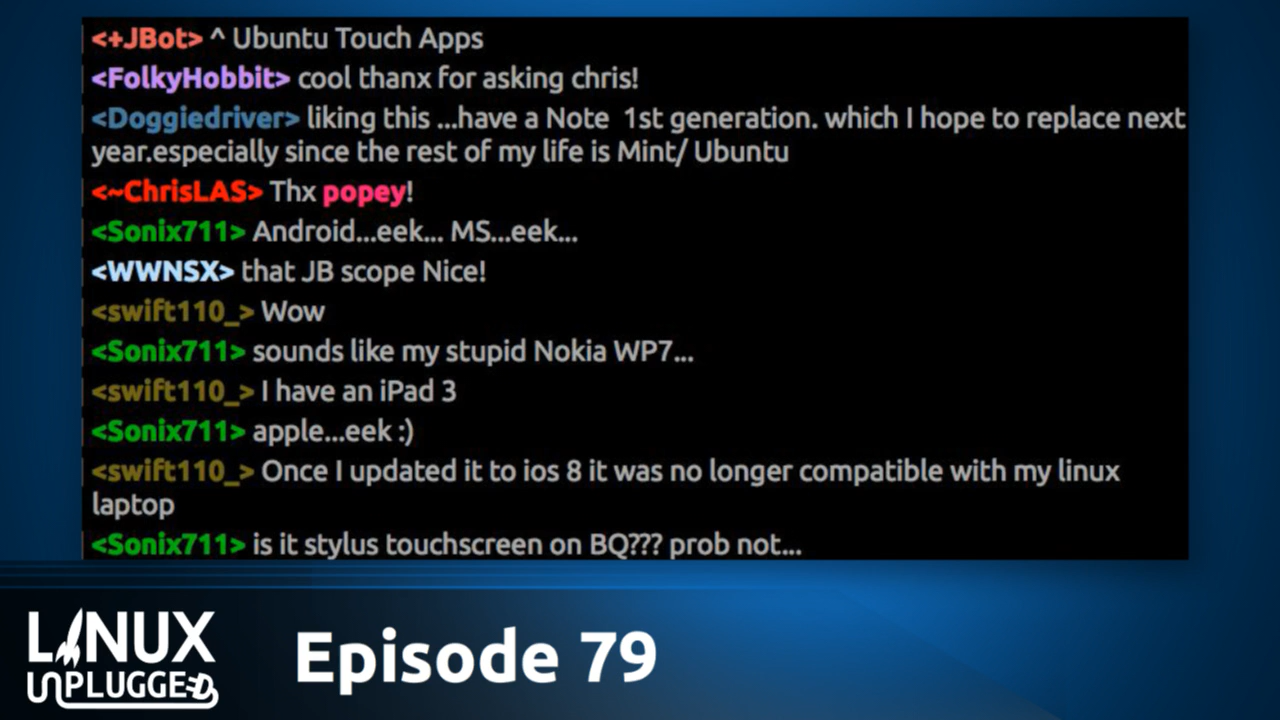 <+JBot> ^ Ubuntu Touch Apps
<FolkyHobbit> cool thanx for asking chris!
<Doggiedriver> liking this ...have a Note  1st generation. which I hope to replace next
year.especially since the rest of my life is Mint/ Ubuntu
<~ChrisLAS> Thx popey!
<Sonix711> Android...eek... MS...eek...
<WWNSX> that JB scope Nice!
<swift110_> Wow
<Sonix711> sounds like my stupid Nokia WP7...
<swift110_> I have an iPad 3
<Sonix711> apple...eek :)
<swift110_> Once I updated it to ios 8 it was no longer compatible with my linux
laptop
<Sonix711> is it stylus touchscreen on BQ??? prob not...
LINUX
UNPLUGGED
Episode 79